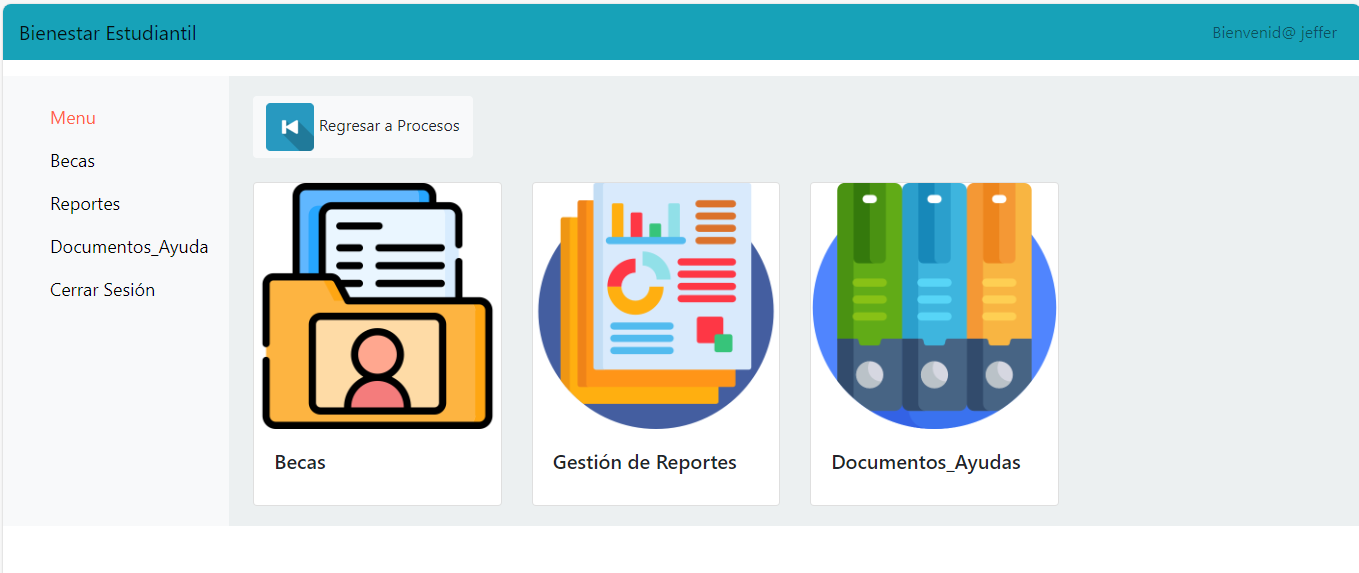 Bienestar Estudiantil
Bienvenid@ jeffer
Menu
Becas
Reportes
Documentos_Ayuda
Cerrar Sesión
Regresar a Procesos
Becas
Gestión de Reportes
Documentos_Ayudas